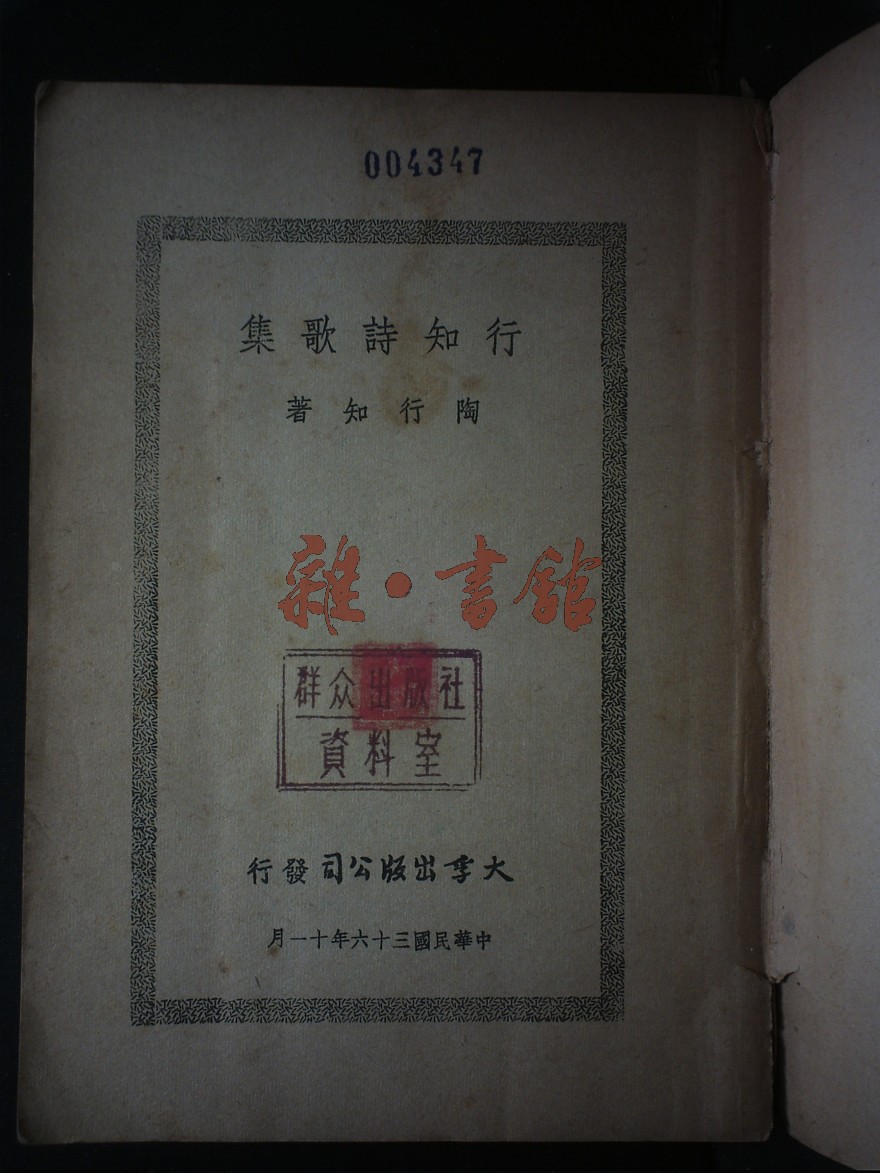 004347
行知詩歌集
陶行知著
雜·書館
群众出版社
資料室
大孚出版公司發行
中華民國三十六年十一月